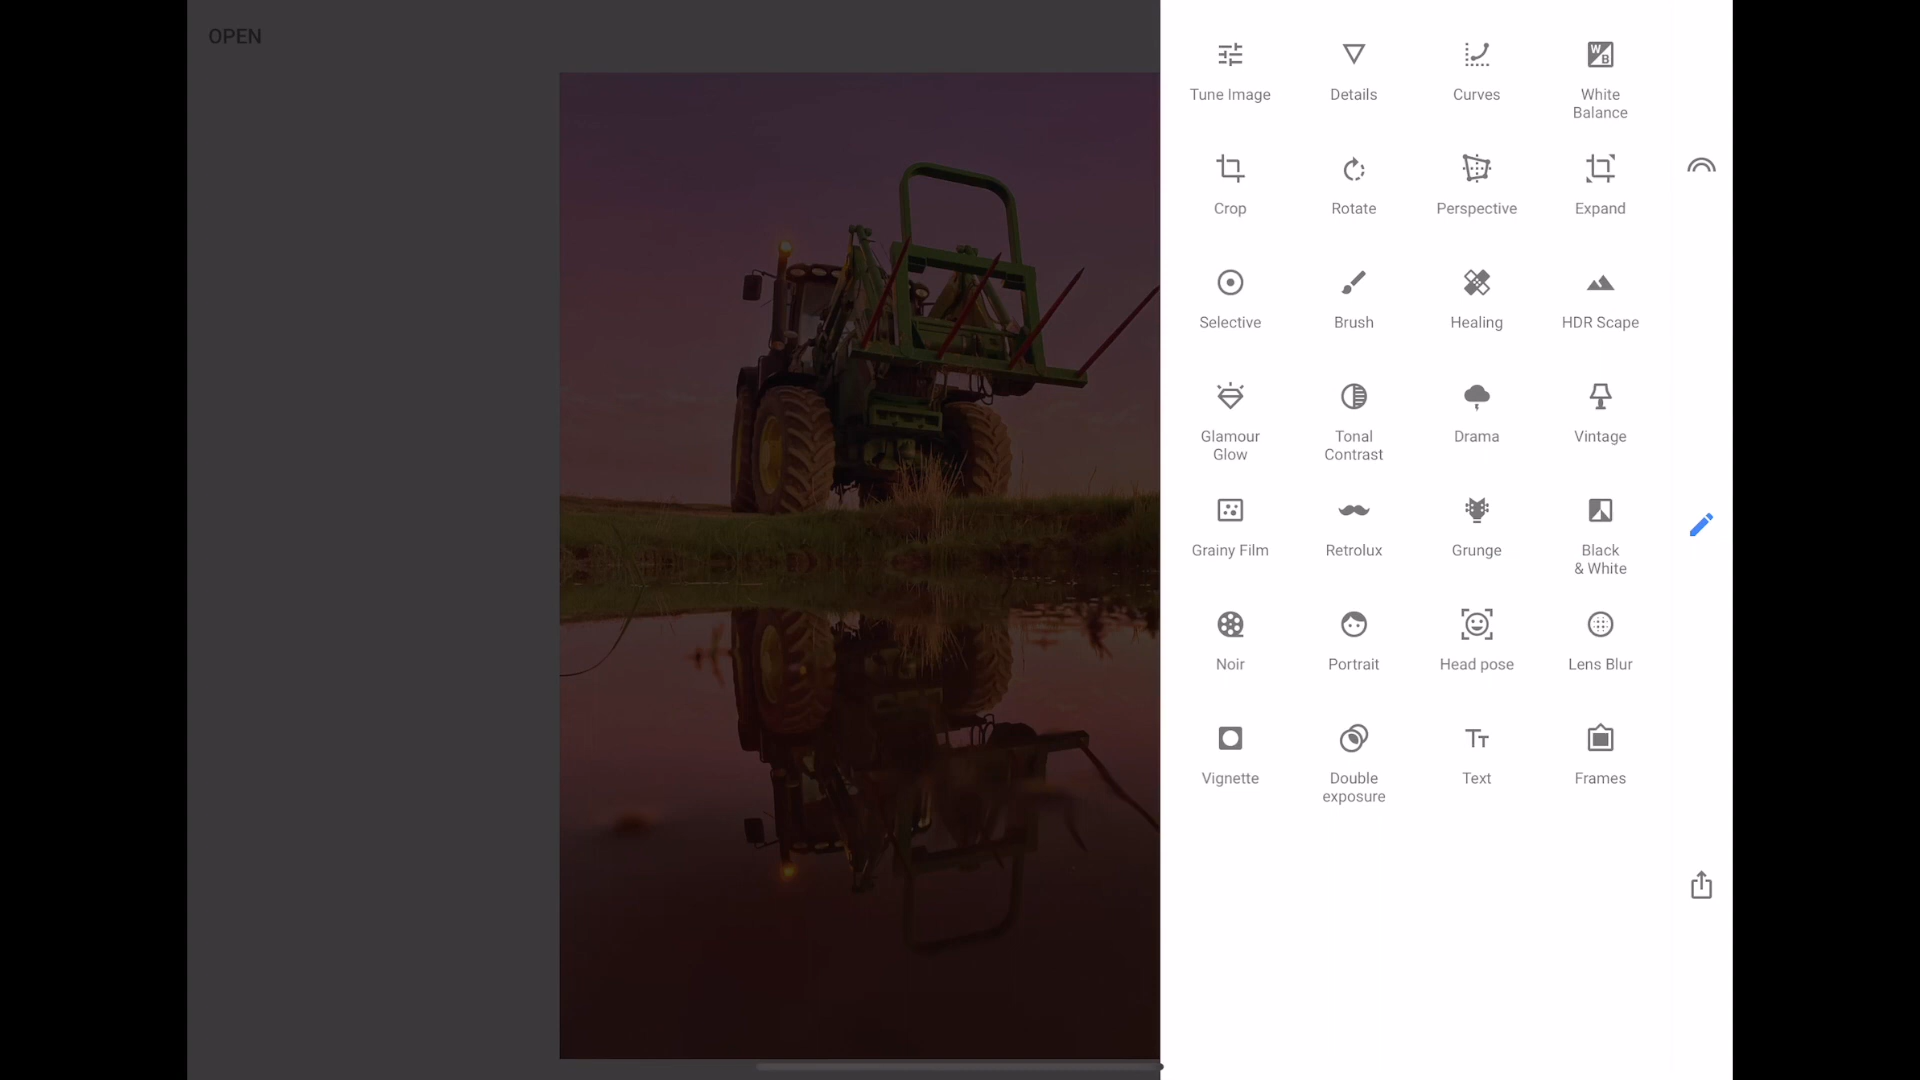 OPEN
Tune Image
Details
Curves
White
Balance
Crop
Rotate
Perspective
Expand
Selective
Brush
Healing
HDR Scape
Glamour
Glow
Tonal
Contrast
Drama
Vintage
Grainy Film
Retrolux
Grunge
Black
& White
Noir
Portrait
Head pose
Lens Blur
Vignette
Double
exposure
Text
Frames